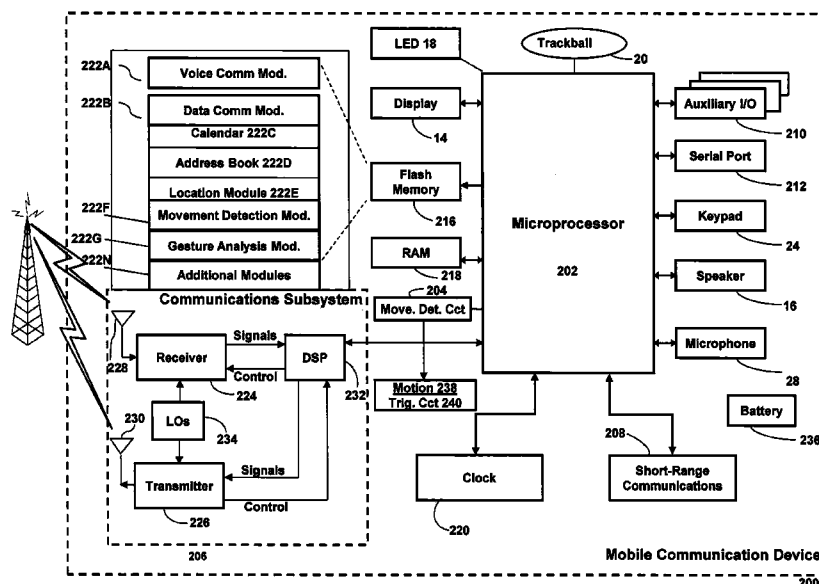 LED 18
Trackball
20
222A
Voice Comm Mod.
222B
Data Comm Mod.
Calendar 222C
Address Book 222D
Location Module 222E
222F
Movement Detection Mod.
222G
Gesture Analysis Mod.
222N
Additional Modules
Display
14
Flash
Memory
216
RAM
218
204
Move. Det. Cct
Motion 238
Trig. Cct 240
Microprocessor
202
Auxiliary I/O
210
Serial Port
212
Keypad
24
Speaker
16
Microphone
28
Battery
236
Communications Subsystem
228
Receiver
224
Signals
Control
DSP
232
230
LOs
234
Signals
Transmitter
226
Control
206
Clock
220
208
Short-Range
Communications
Mobile Communication Device
200